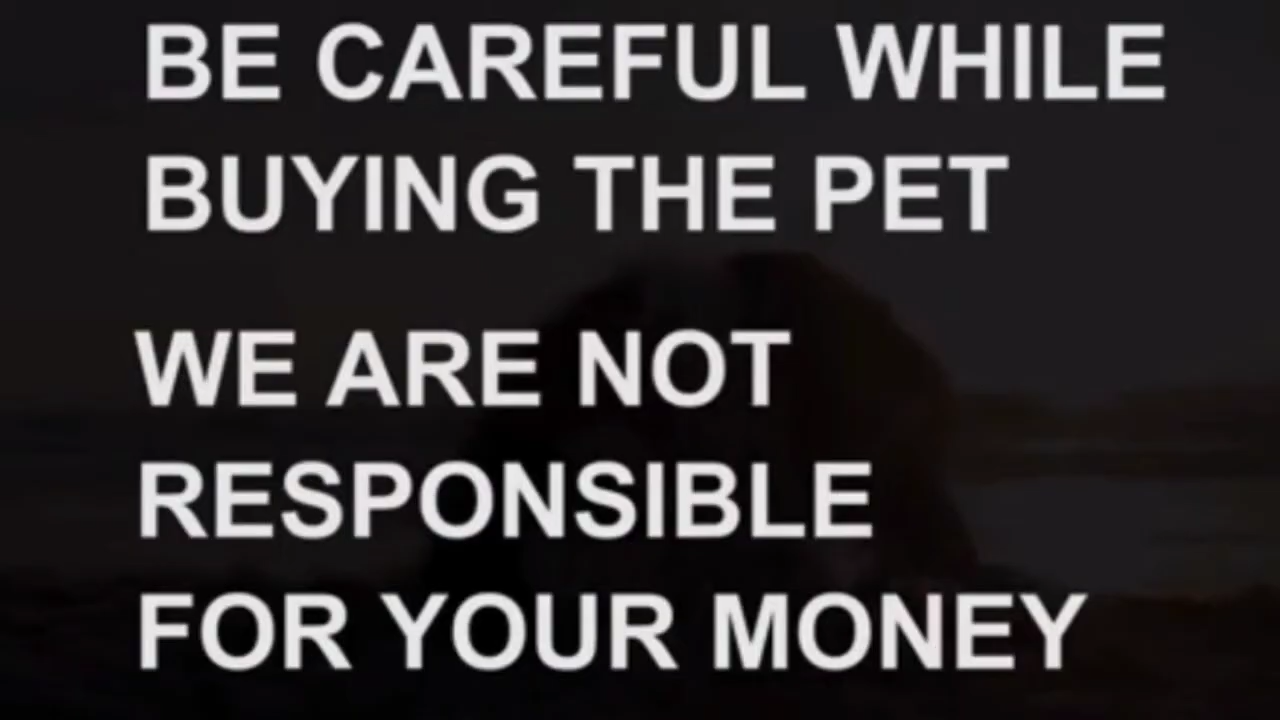 BE CAREFUL WHILE
BUYING THE PET
WE ARE NOT
RESPONSIBLE
FOR YOUR MONEY